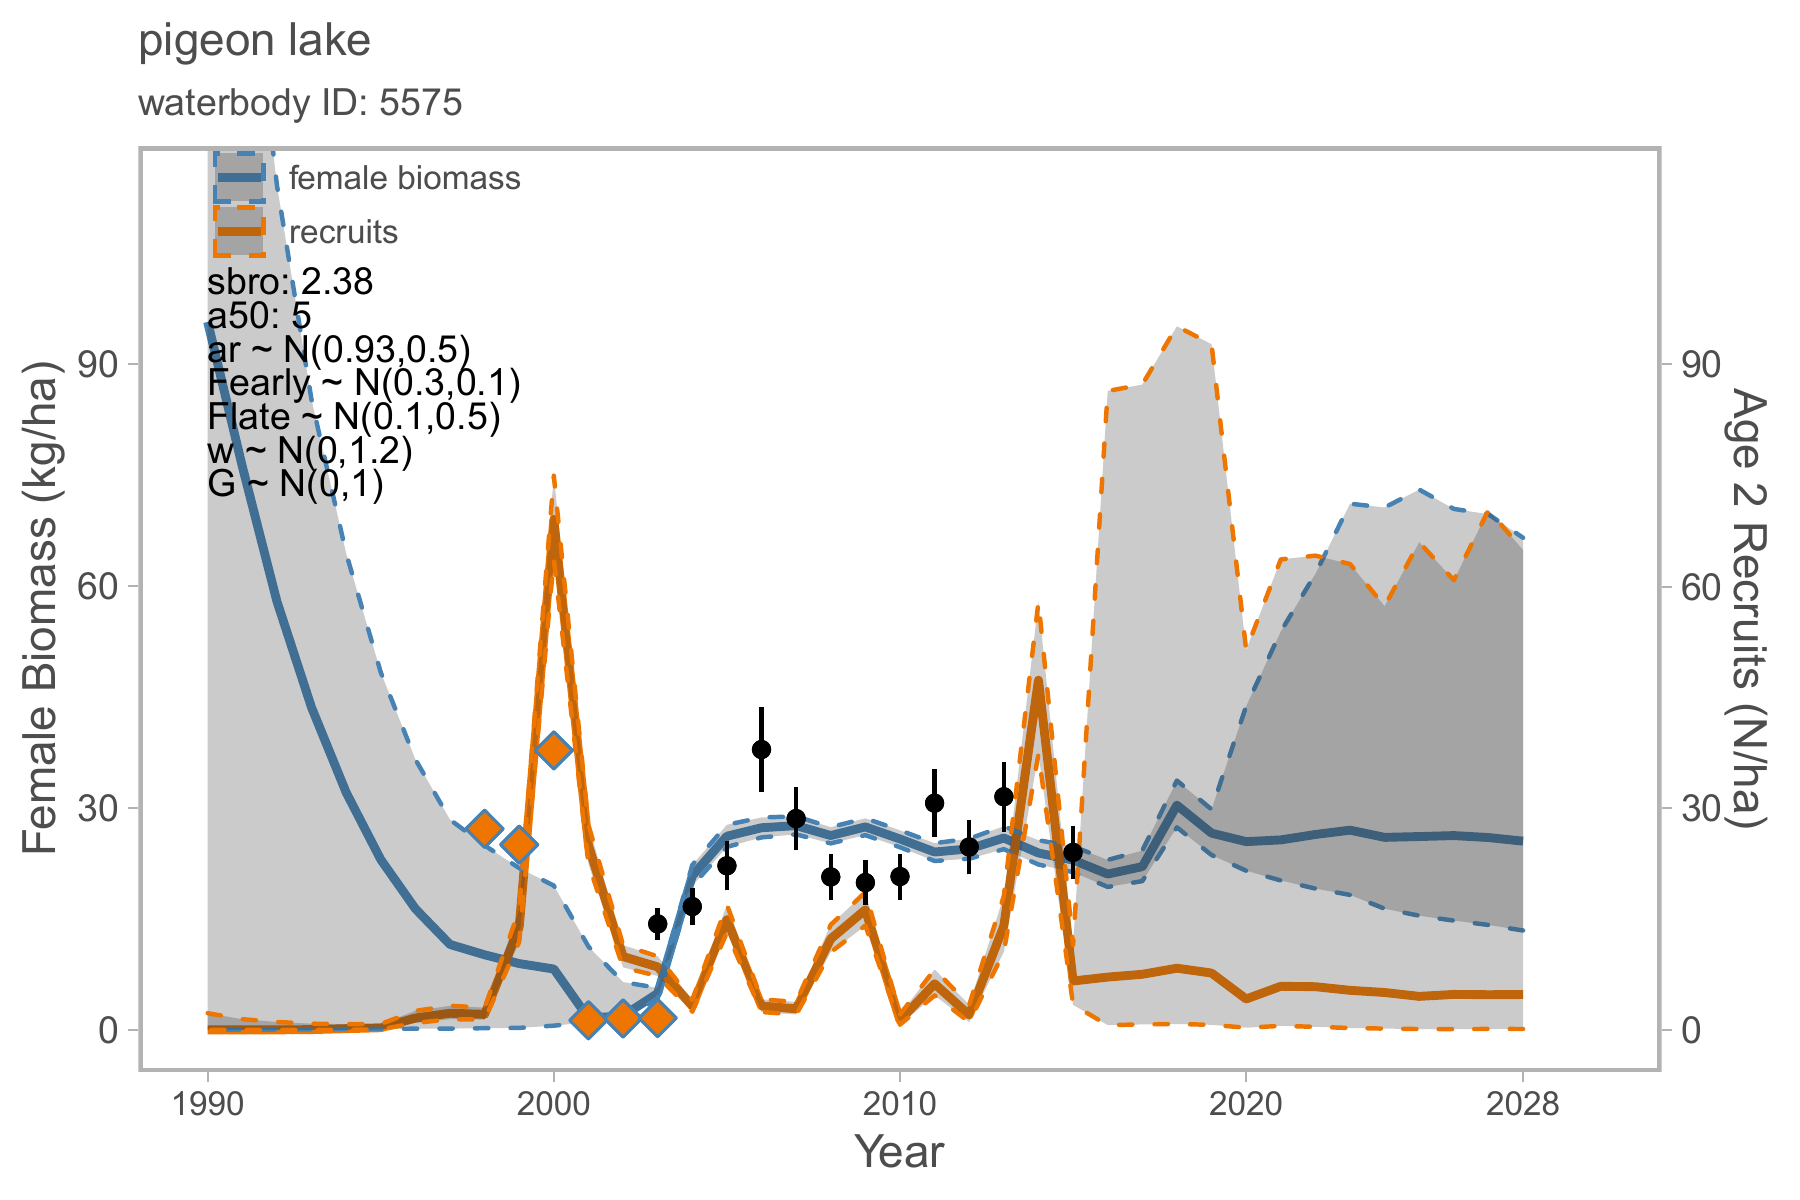 pigeon lake
waterbody ID: 5575
female biomass
recruits
sbro: 2.38
a50: 5
ar ~ N(0.93,0.5)
Fearly ~ N(0.3,0.1)
Flate ~ N(0.1,0.5)
w ~ N(0,1.2)
G ~ N(0,1)
Female Biomass (kg/ha)
90
60
30
0
90
60
30
0
Age 2 Recruits (N/ha)
1990
2000
2010
2020
2028
Year